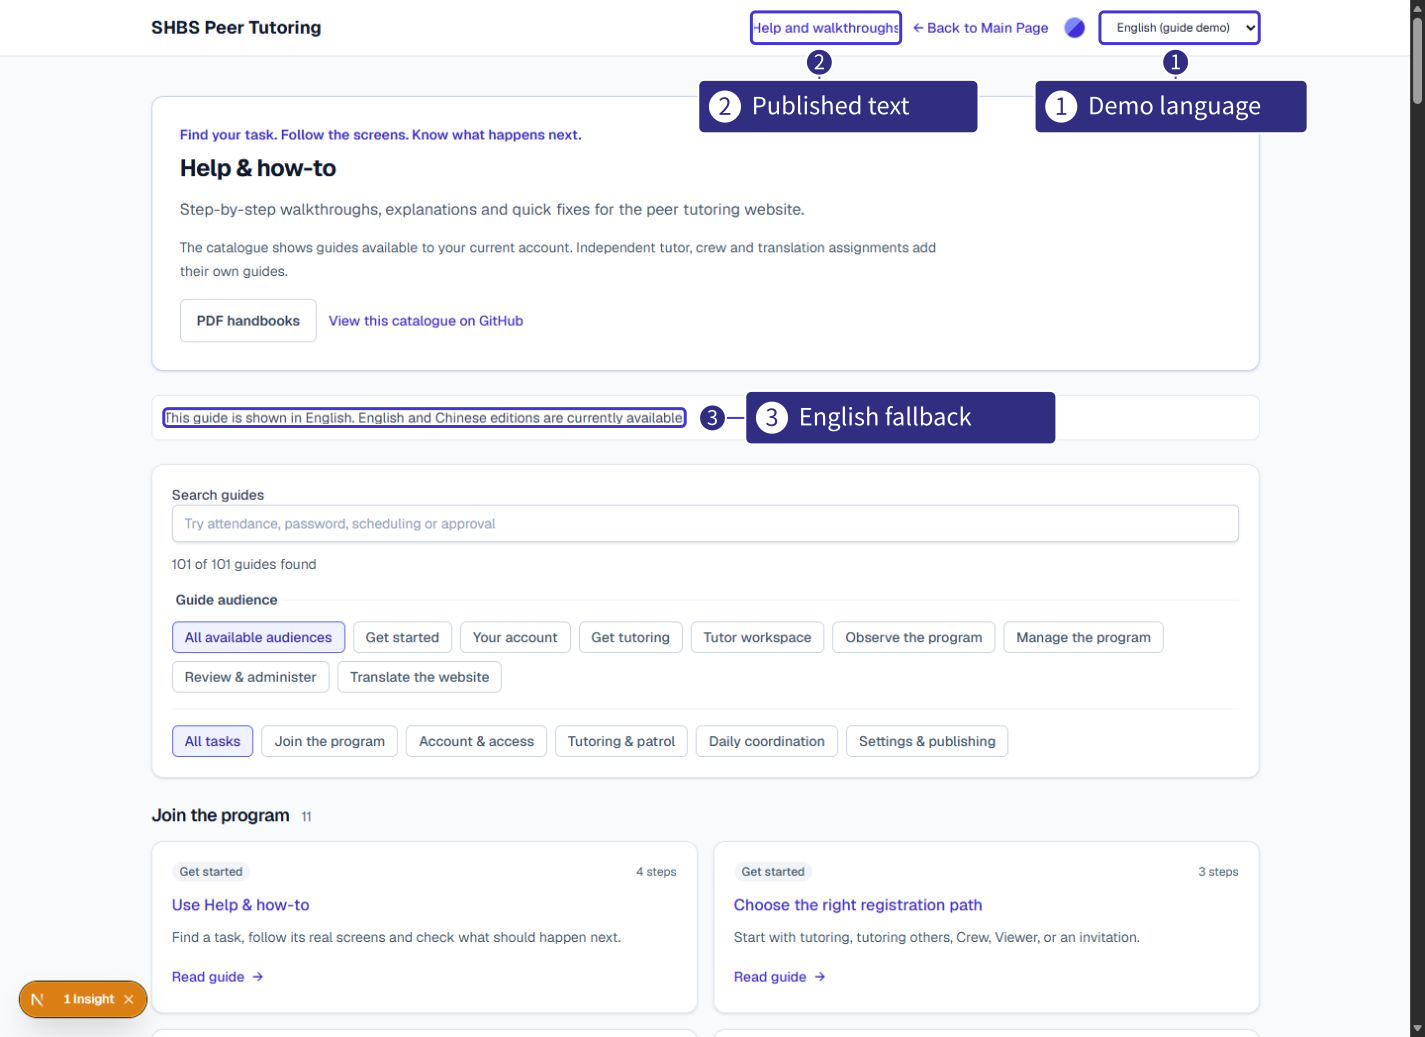 SHBS Peer Tutoring
Help and walkthroughs
← Back to Main Page
English (guide demo)
2
1
2 Published text
1 Demo language
Find your task. Follow the screens. Know what happens next.
Help & how-to
Step-by-step walkthroughs, explanations and quick fixes for the peer tutoring website.
The catalogue shows guides available to your current account. Independent tutor, crew and translation assignments add
their own guides.
PDF handbooks
View this catalogue on GitHub
This guide is shown in English. English and Chinese editions are currently available
3
3 English fallback
Search guides
Try attendance, password, scheduling or approval
101 of 101 guides found
Guide audience
All available audiences
Get started
Your account
Get tutoring
Tutor workspace
Observe the program
Manage the program
Review & administer
Translate the website
All tasks
Join the program
Account & access
Tutoring & patrol
Daily coordination
Settings & publishing
Join the program 11
Get started
4 steps
Use Help & how-to
Find a task, follow its real screens and check what should happen next.
Read guide →
Get started
3 steps
Choose the right registration path
Start with tutoring, tutoring others, Crew, Viewer, or an invitation.
Read guide →
N 1 Insight ×